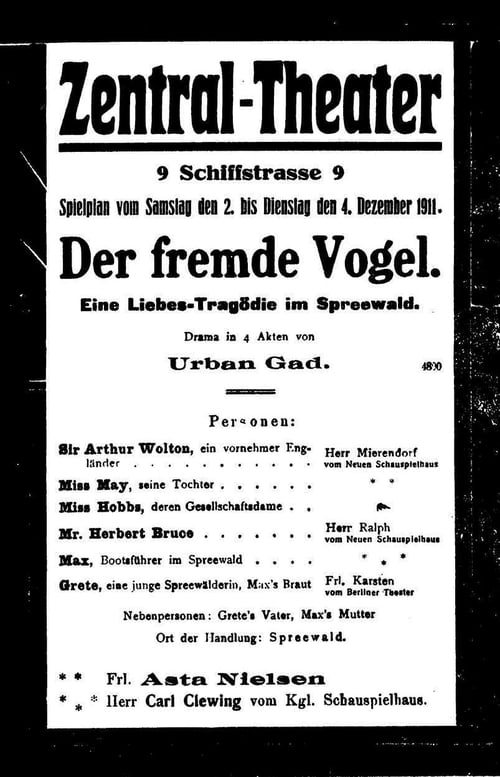 Zentral-Theater
9 Schiffstrasse 9
Spielplan vom Samstag den 2. bis Dienstag den 4. Dezember 1911.
Der fremde Vogel.
Eine Liebes-Tragödie im Spreewald.
Drama in 4 Akten von
Urban Gad.
4800
Personen:
Sir Arthur Wolton, ein vornehmer Eng-
länder . . . . . . . . . . . Herr Mierendorf
vom Neuen Schauspielhaus
Miss May, seine Tochter . . . . . . * *
Miss Hobbs, deren Gesellschaftsdame . .
Mr. Herbert Bruce . . . . . . . Herr Ralph
vom Neuen Schauspielhaus
Max, Bootsführer im Spreewald . . . . * * *
Grete, eine junge Spreewälderin, Max's Braut Frl. Karsten
vom Berliner Theater
Nebenpersonen: Grete's Vater, Max's Mutter
Ort der Handlung: Spreewald.
* * Frl. Asta Nielsen
* * * Herr Carl Clewing vom Kgl. Schauspielhaus.